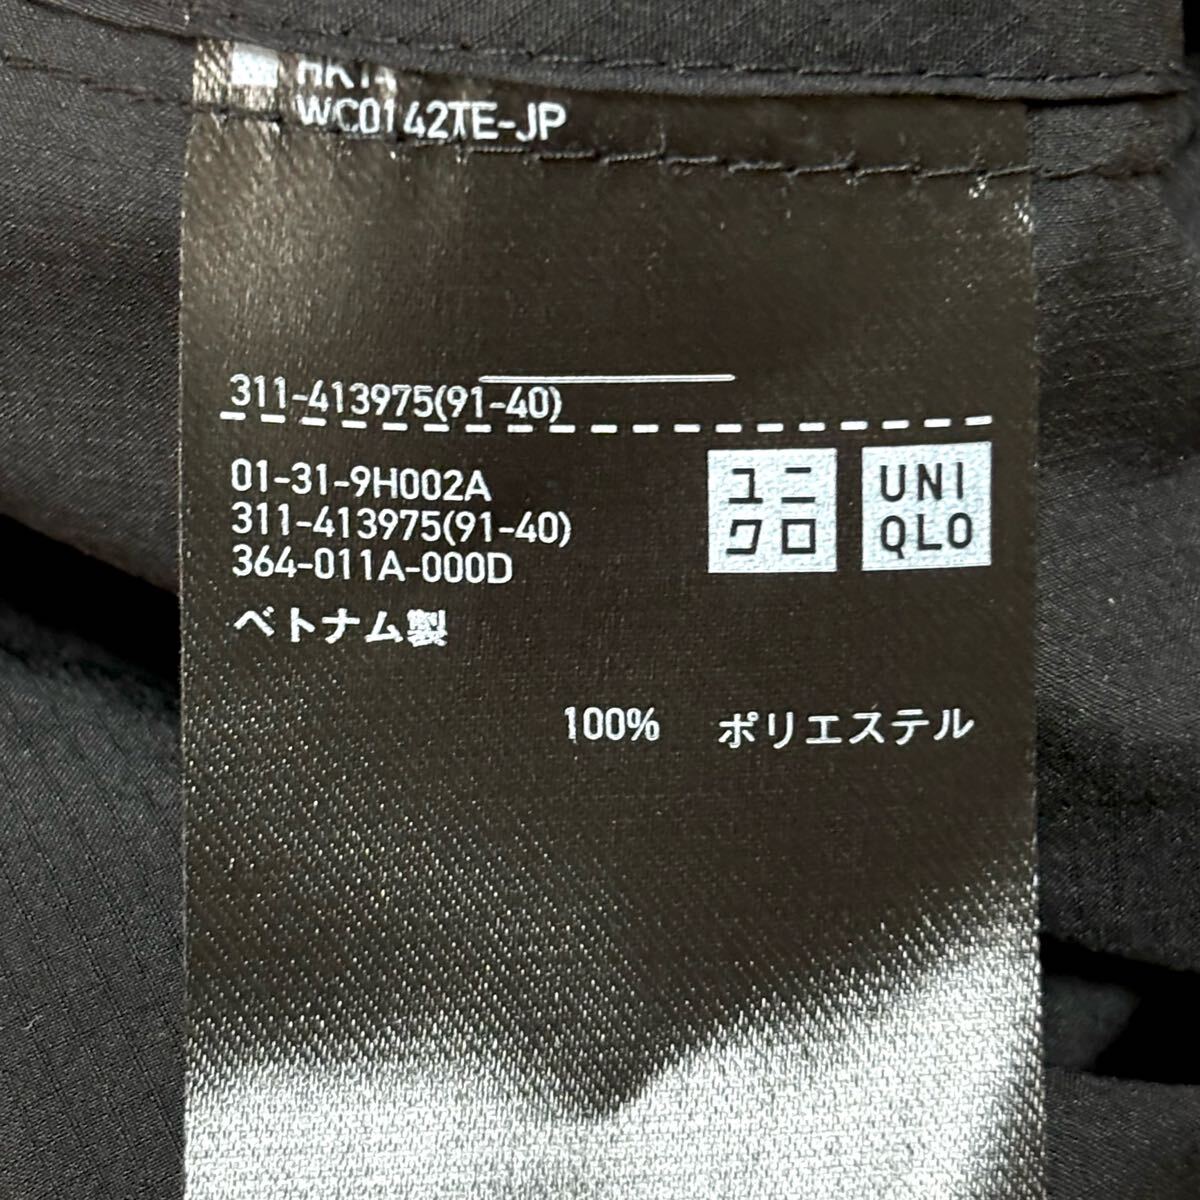 WC0142TE-JP
311-413975(91-40)
01-31-9H002A
311-413975(91-40)
364-011A-000D
ベトナム製
ユニ
クロ
UNI
QLO
100% ポリエステル